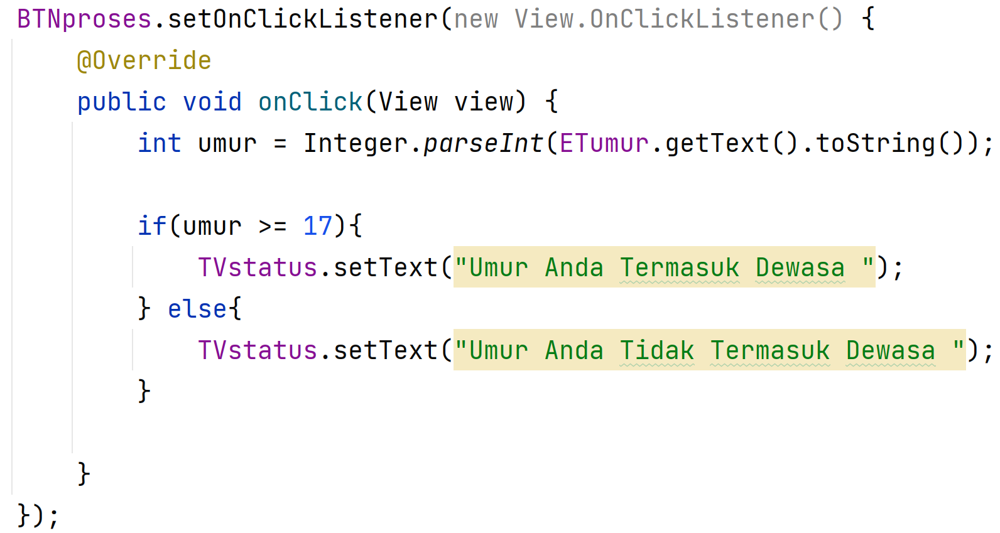 BTNproses.setOnClickListener(new View.OnClickListener() {
@Override
public void onClick(View view) {
int umur = Integer.parseInt(ETumur.getText().toString());
if(umur >= 17){
TVstatus.setText("Umur Anda Termasuk Dewasa ");
} else{
TVstatus.setText("Umur Anda Tidak Termasuk Dewasa ");
}
}
});